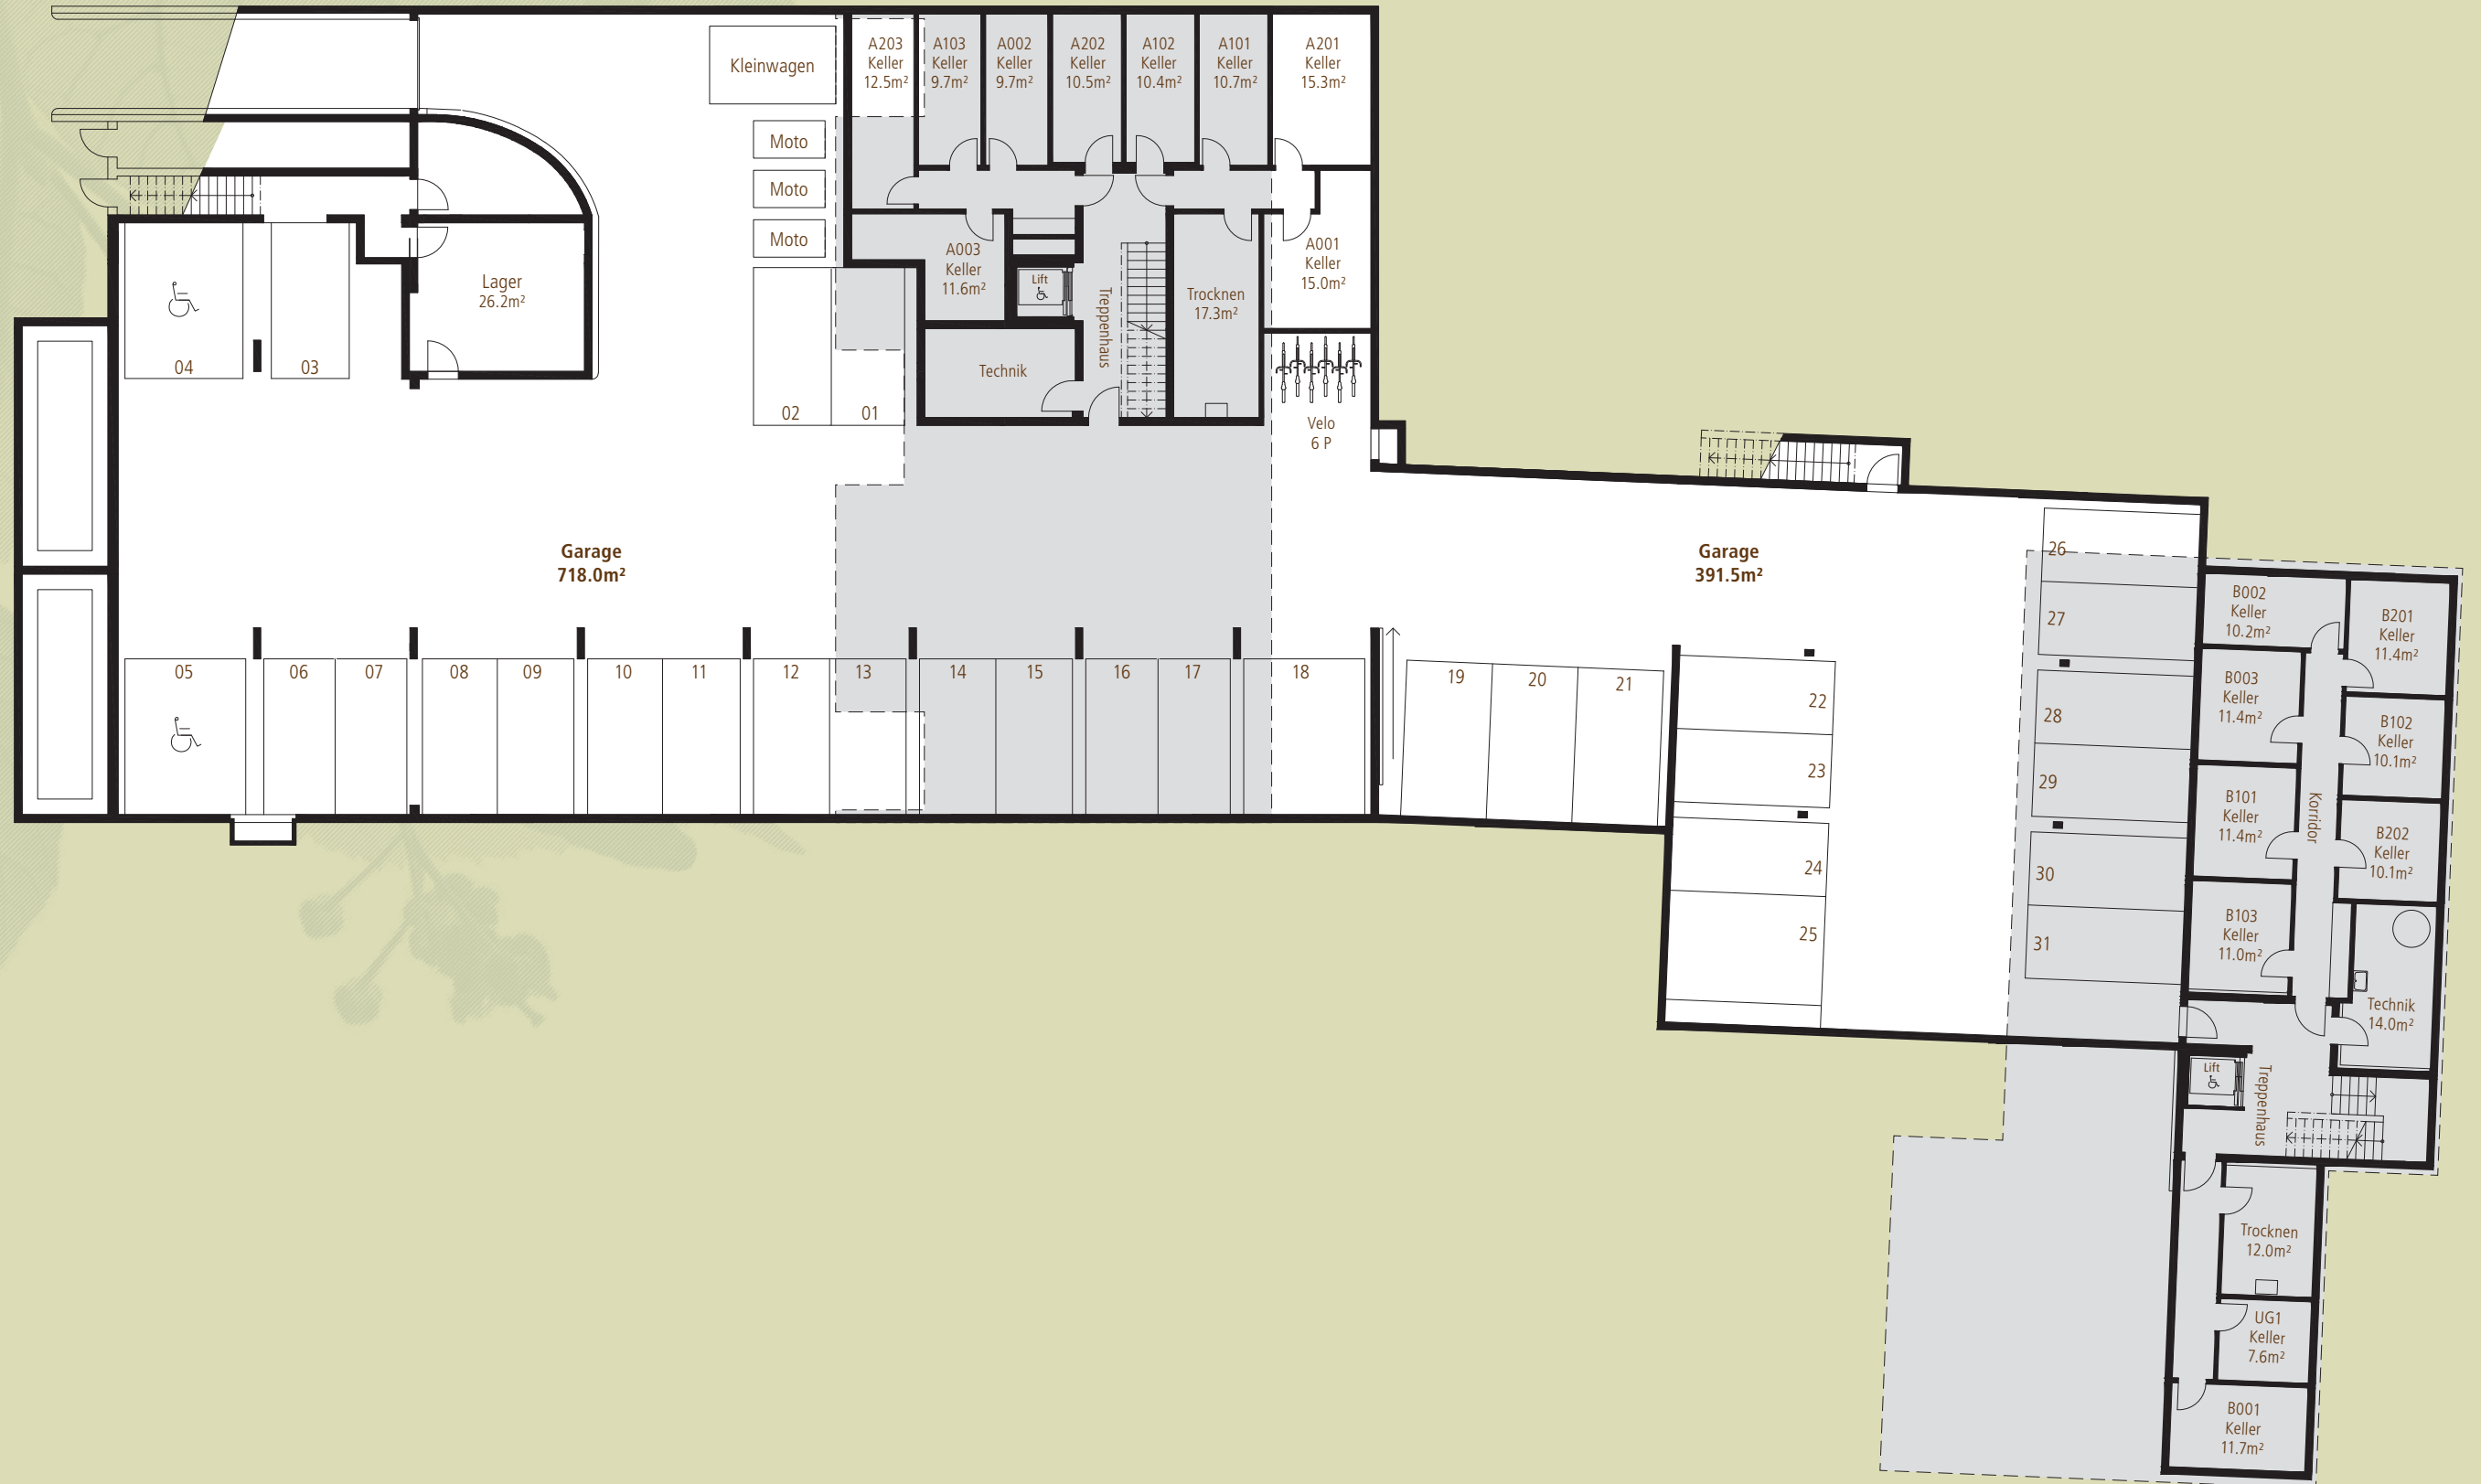 Kleinwagen
Moto
Moto
Moto
A203
Keller
12.5m²
A103
Keller
9.7m²
A002
Keller
9.7m²
A202
Keller
10.5m²
A102
Keller
10.4m²
A101
Keller
10.7m²
A201
Keller
15.3m²
A003
Keller
11.6m²
Lift
Treppenhaus
Trocknen
17.3m²
A001
Keller
15.0m²
Technik
Velo
6 P
Lager
26.2m²
04
03
02
01
Garage
718.0m²
Garage
391.5m²
05
06
07
08
09
10
11
12
13
14
15
16
17
18
19
20
21
22
23
24
25
26
27
28
29
30
31
B002
Keller
10.2m²
B201
Keller
11.4m²
B003
Keller
11.4m²
B102
Keller
10.1m²
B101
Keller
11.4m²
Korridor
B202
Keller
10.1m²
B103
Keller
11.0m²
Technik
14.0m²
Lift
Treppenhaus
Trocknen
12.0m²
UG1
Keller
7.6m²
B001
Keller
11.7m²